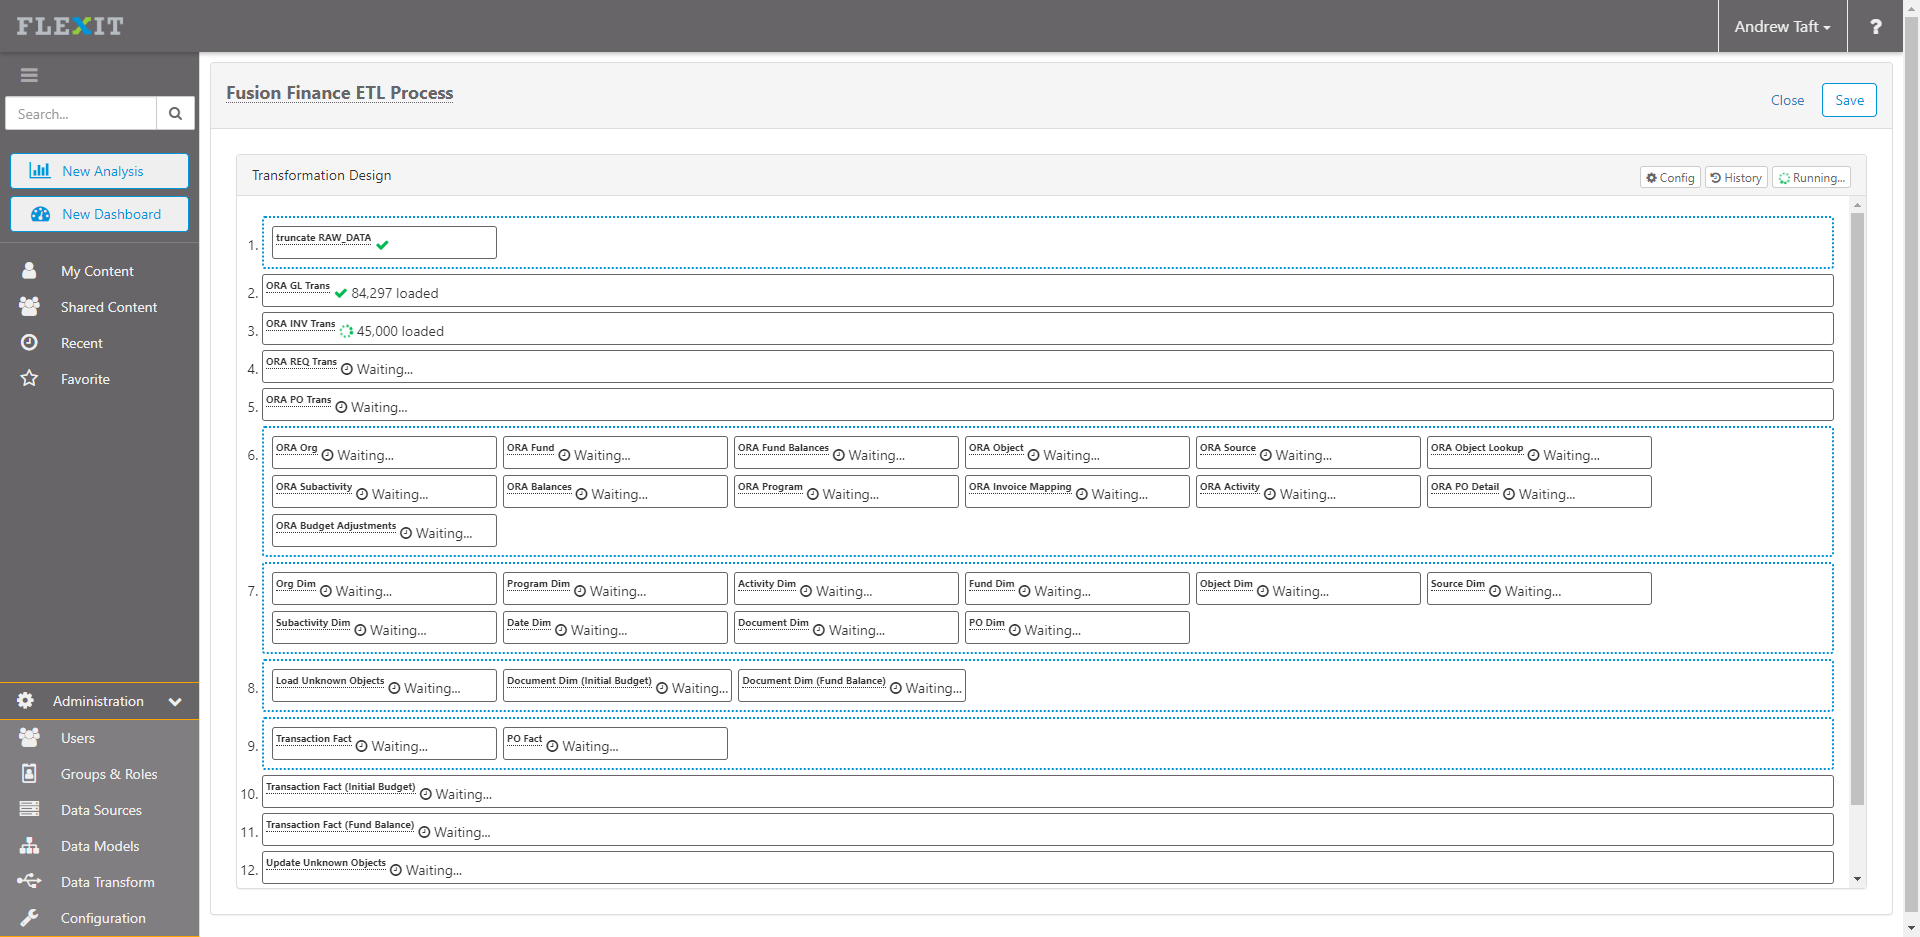 FLEXIT
Andrew Taft
?
Search...
New Analysis
New Dashboard
My Content
Shared Content
Recent
Favorite
Administration
Users
Groups & Roles
Data Sources
Data Models
Data Transform
Configuration
Fusion Finance ETL Process
Close Save
Transformation Design Config History Running...
1. truncate RAW_DATA
2. ORA GL Trans 84,297 loaded
3. ORA INV Trans 45,000 loaded
4. ORA REQ Trans Waiting...
5. ORA PO Trans Waiting...
6. ORA Org Waiting... ORA Fund Waiting... ORA Fund Balances Waiting... ORA Object Waiting... ORA Source Waiting... ORA Object Lookup Waiting...
ORA Subactivity Waiting... ORA Balances Waiting... ORA Program Waiting... ORA Invoice Mapping Waiting... ORA Activity Waiting... ORA PO Detail Waiting...
ORA Budget Adjustments Waiting...
7. Org Dim Waiting... Program Dim Waiting... Activity Dim Waiting... Fund Dim Waiting... Object Dim Waiting... Source Dim Waiting...
Subactivity Dim Waiting... Date Dim Waiting... Document Dim Waiting... PO Dim Waiting...
8. Load Unknown Objects Waiting... Document Dim (Initial Budget) Waiting... Document Dim (Fund Balance) Waiting...
9. Transaction Fact Waiting... PO Fact Waiting...
10. Transaction Fact (Initial Budget) Waiting...
11. Transaction Fact (Fund Balance) Waiting...
12. Update Unknown Objects Waiting...